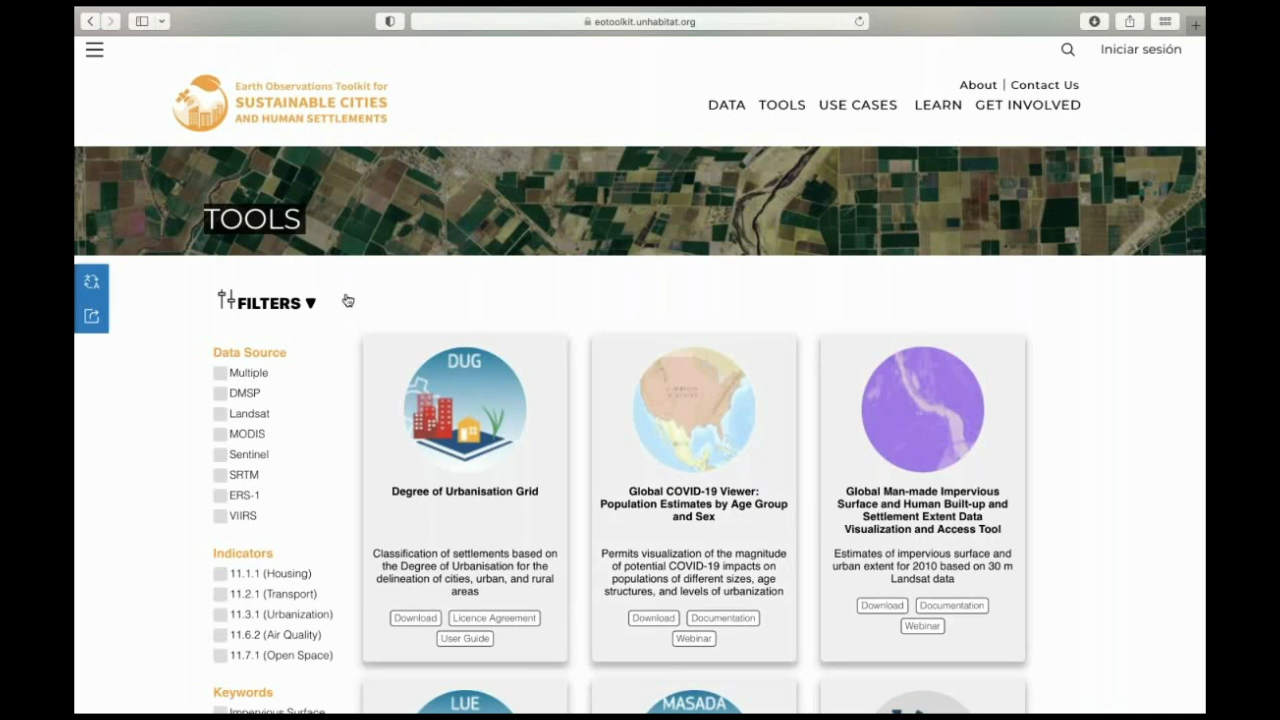 eotoolkit.unhabitat.org
Iniciar sesión
Earth Observations Toolkit for
SUSTAINABLE CITIES
AND HUMAN SETTLEMENTS
About | Contact Us
DATA TOOLS USE CASES LEARN GET INVOLVED
TOOLS
FILTERS ▼
Data Source
Multiple
DMSP
Landsat
MODIS
Sentinel
SRTM
ERS-1
VIIRS
Indicators
11.1.1 (Housing)
11.2.1 (Transport)
11.3.1 (Urbanization)
11.6.2 (Air Quality)
11.7.1 (Open Space)
Keywords
Impervious Surface
DUG
Degree of Urbanisation Grid
Classification of settlements based on
the Degree of Urbanisation for the
delineation of cities, urban, and rural
areas
Download Licence Agreement
User Guide
Global COVID-19 Viewer:
Population Estimates by Age Group
and Sex
Permits visualization of the magnitude
of potential COVID-19 impacts on
populations of different sizes, age
structures, and levels of urbanization
Download Documentation
Webinar
Global Man-made Impervious
Surface and Human Built-up and
Settlement Extent Data
Visualization and Access Tool
Estimates of impervious surface and
urban extent for 2010 based on 30 m
Landsat data
Download Documentation
Webinar
LUE
MASADA